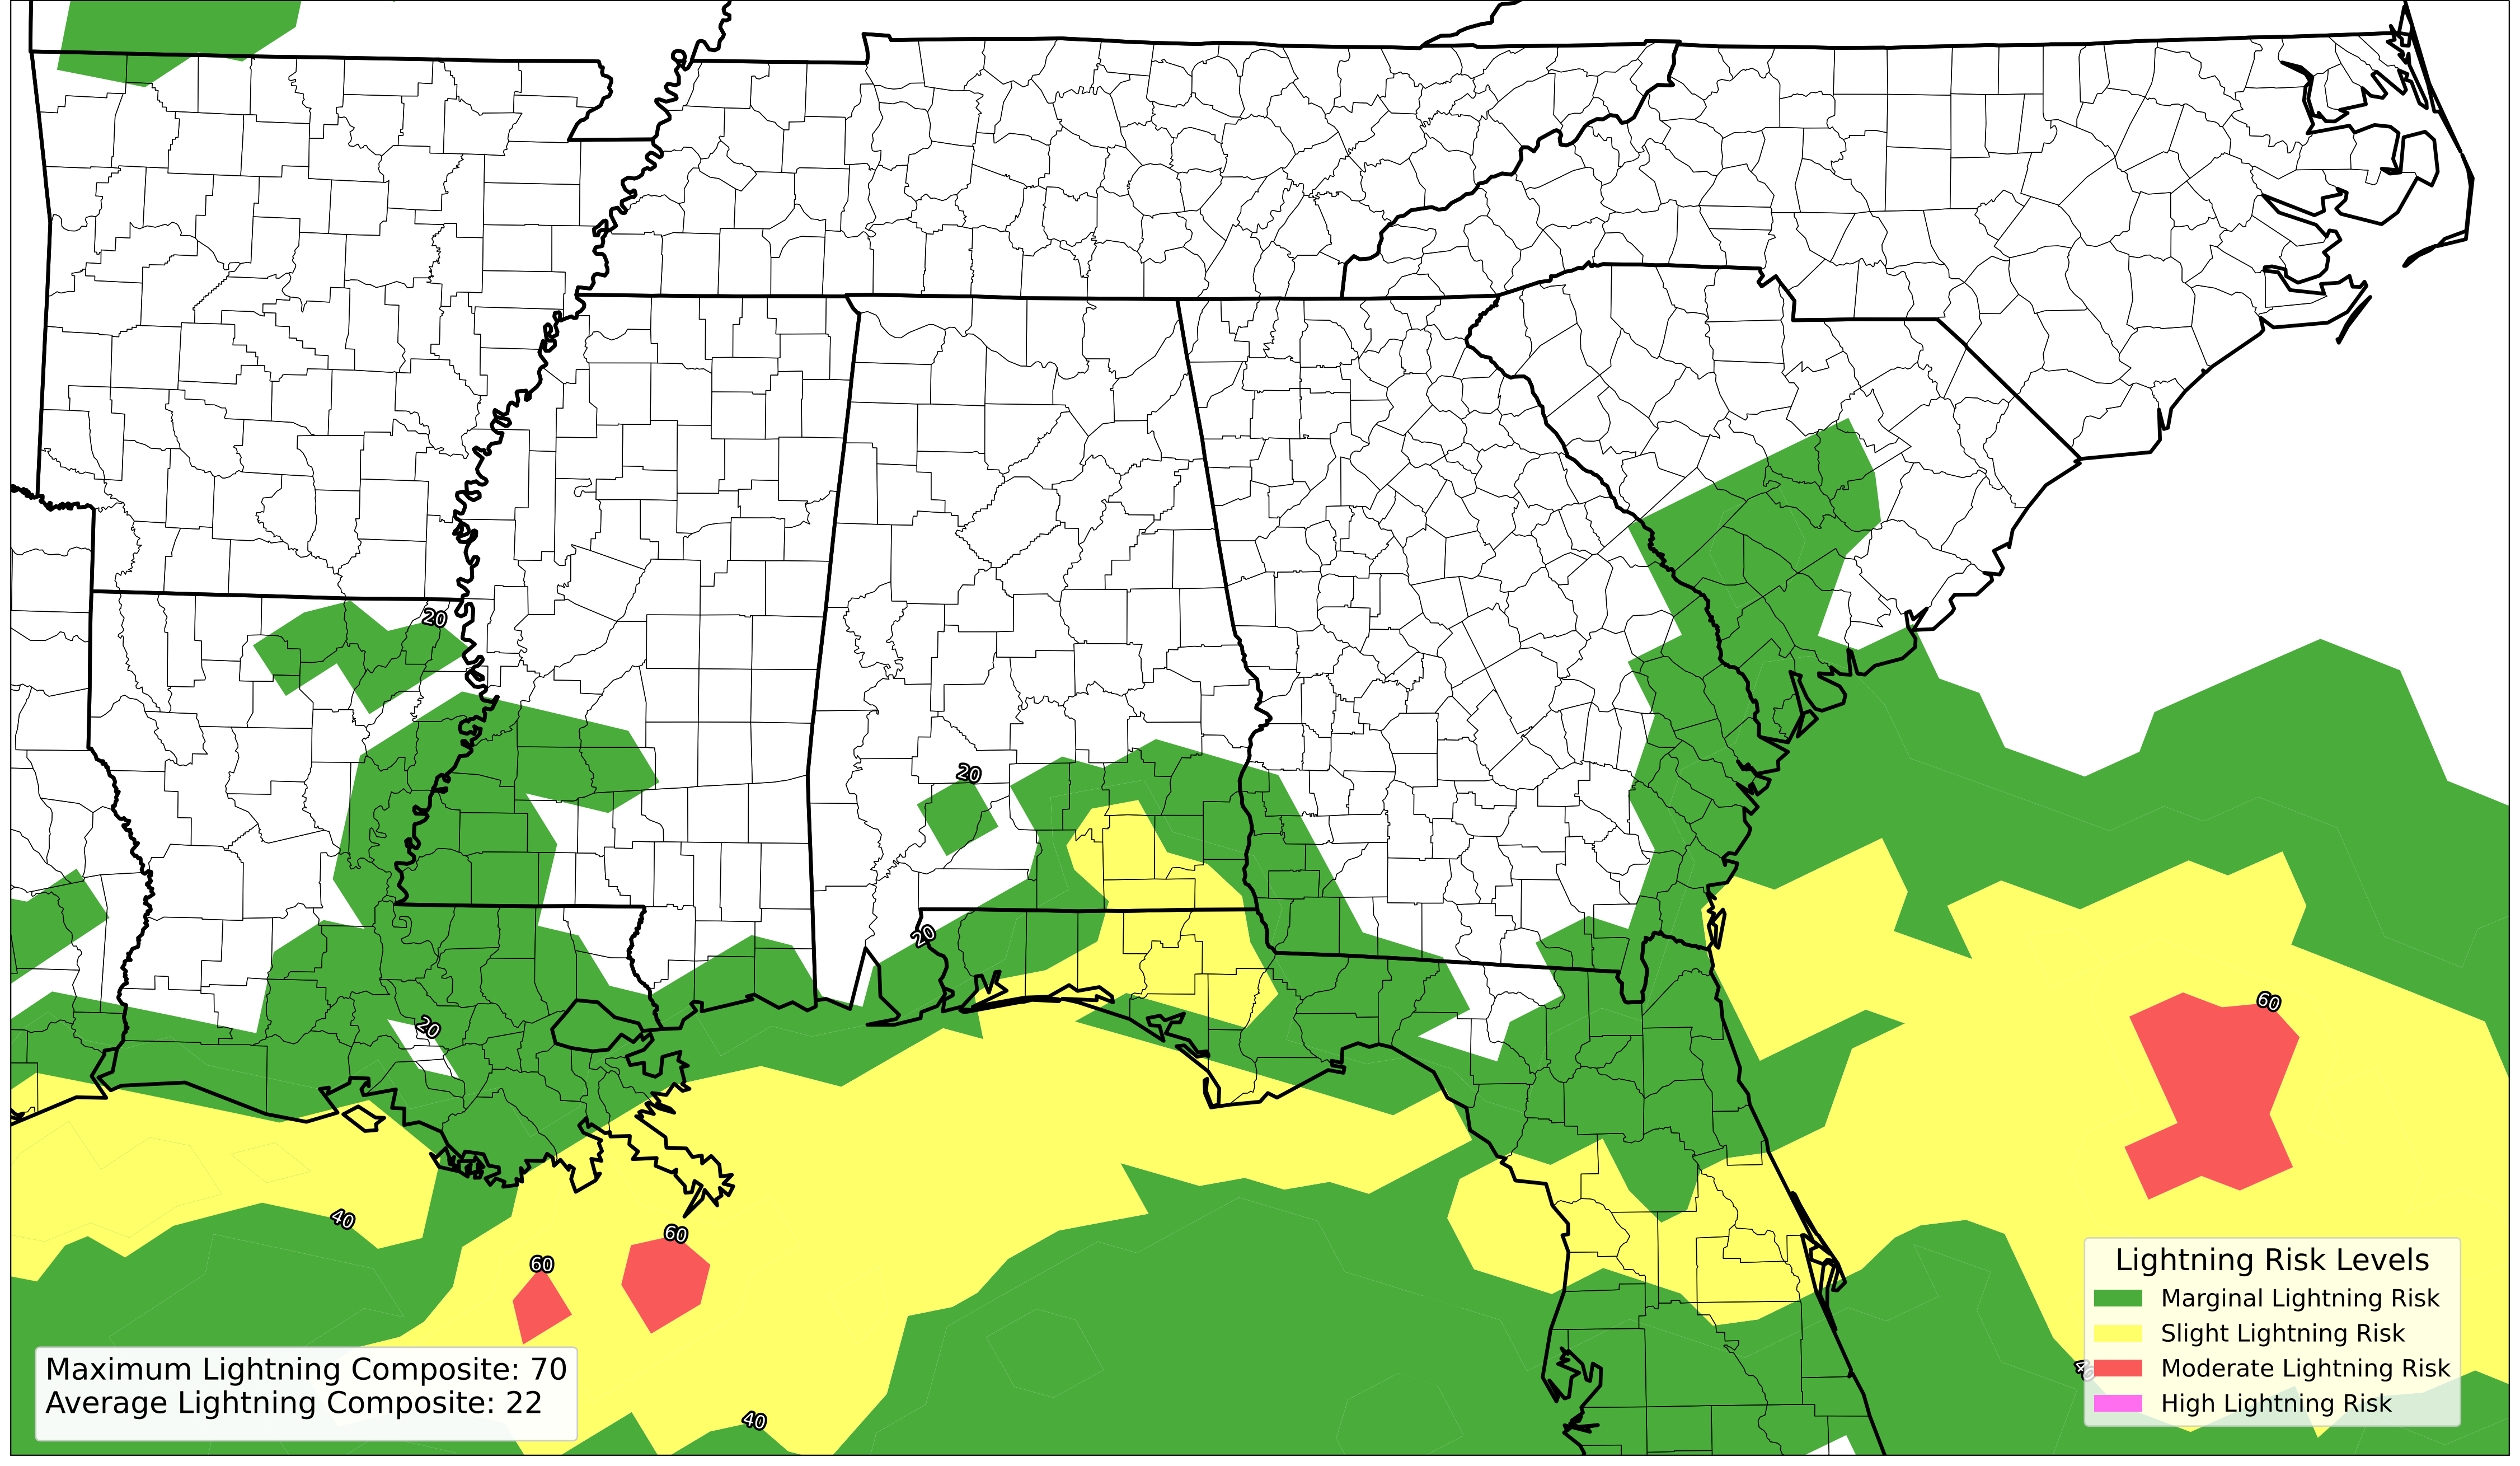 20
20
20
20
60
40
60
60
40
40
Maximum Lightning Composite: 70
Average Lightning Composite: 22
Lightning Risk Levels
Marginal Lightning Risk
Slight Lightning Risk
Moderate Lightning Risk
High Lightning Risk